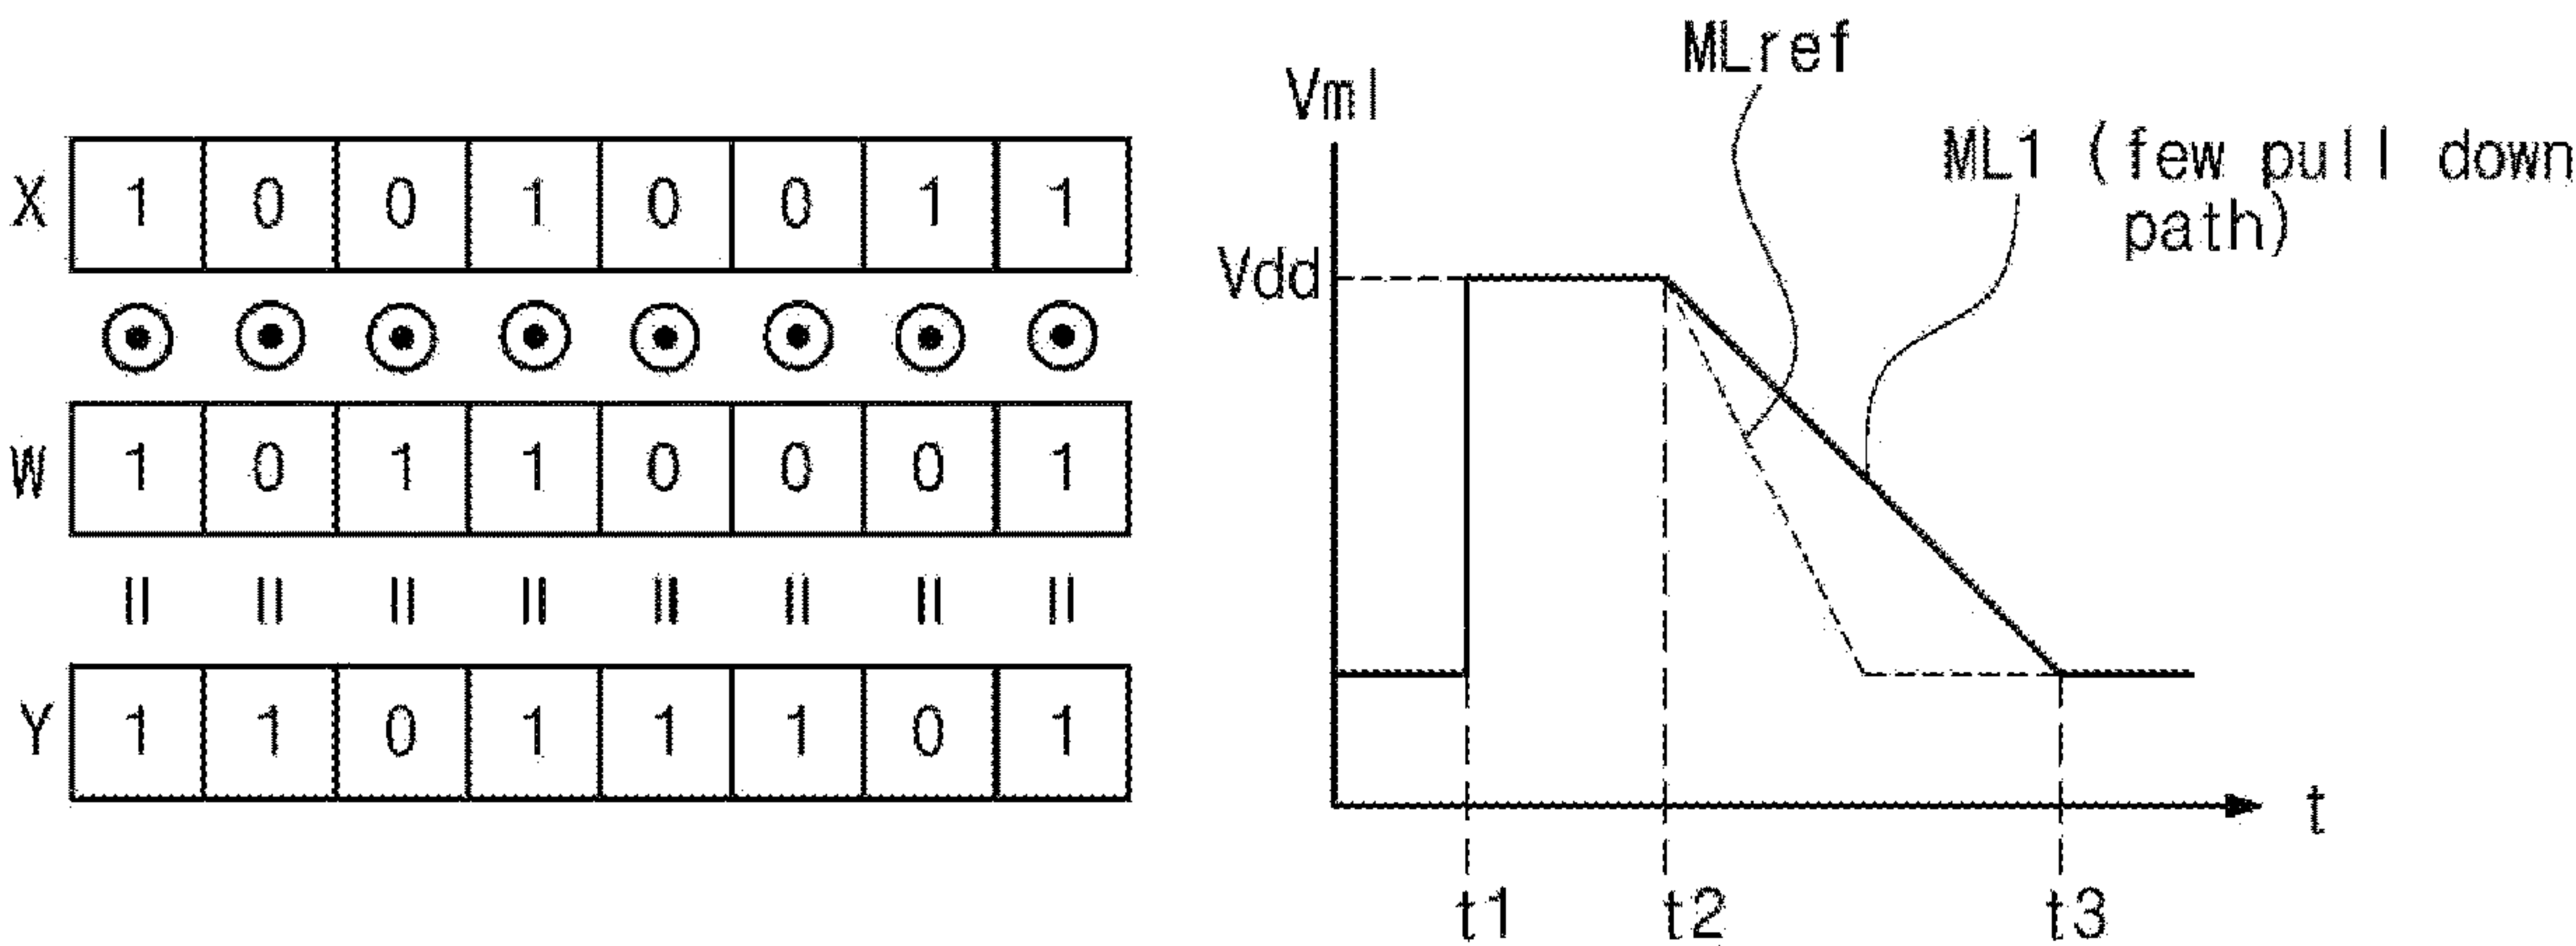 X 1 0 0 1 0 0 1 1
⊙ ⊙ ⊙ ⊙ ⊙ ⊙ ⊙ ⊙
W 1 0 1 1 0 0 0 1
= = = = = = = =
Y 1 1 0 1 1 1 0 1
MLref
Vml
ML1 (few pull down
path)
Vdd
t
t1 t2 t3